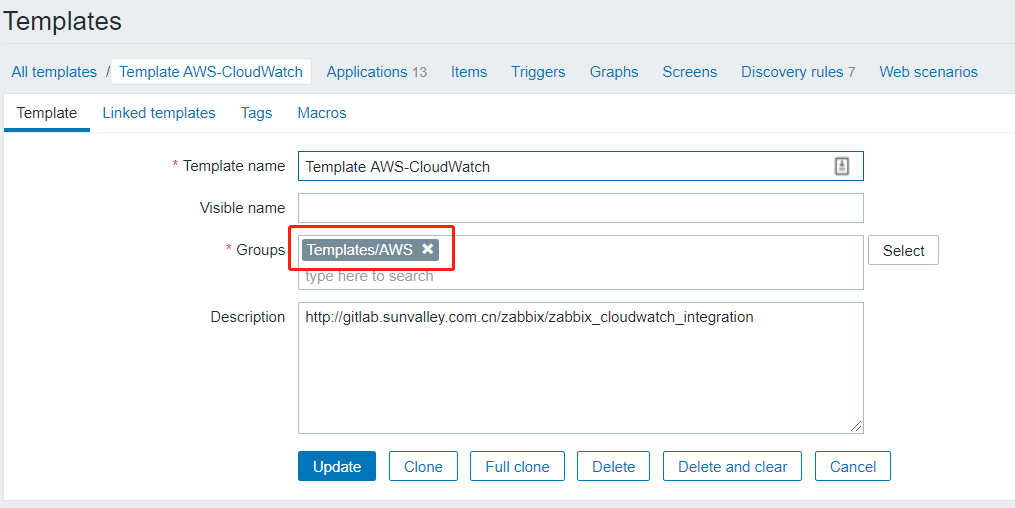 Templates
All templates / Template AWS-CloudWatch Applications 13 Items Triggers Graphs Screens Discovery rules 7 Web scenarios
Template Linked templates Tags Macros
* Template name Template AWS-CloudWatch
Visible name
* Groups Templates/AWS ✖ Select
type here to search
Description http://gitlab.sunvalley.com.cn/zabbix/zabbix_cloudwatch_integration
Update Clone Full clone Delete Delete and clear Cancel